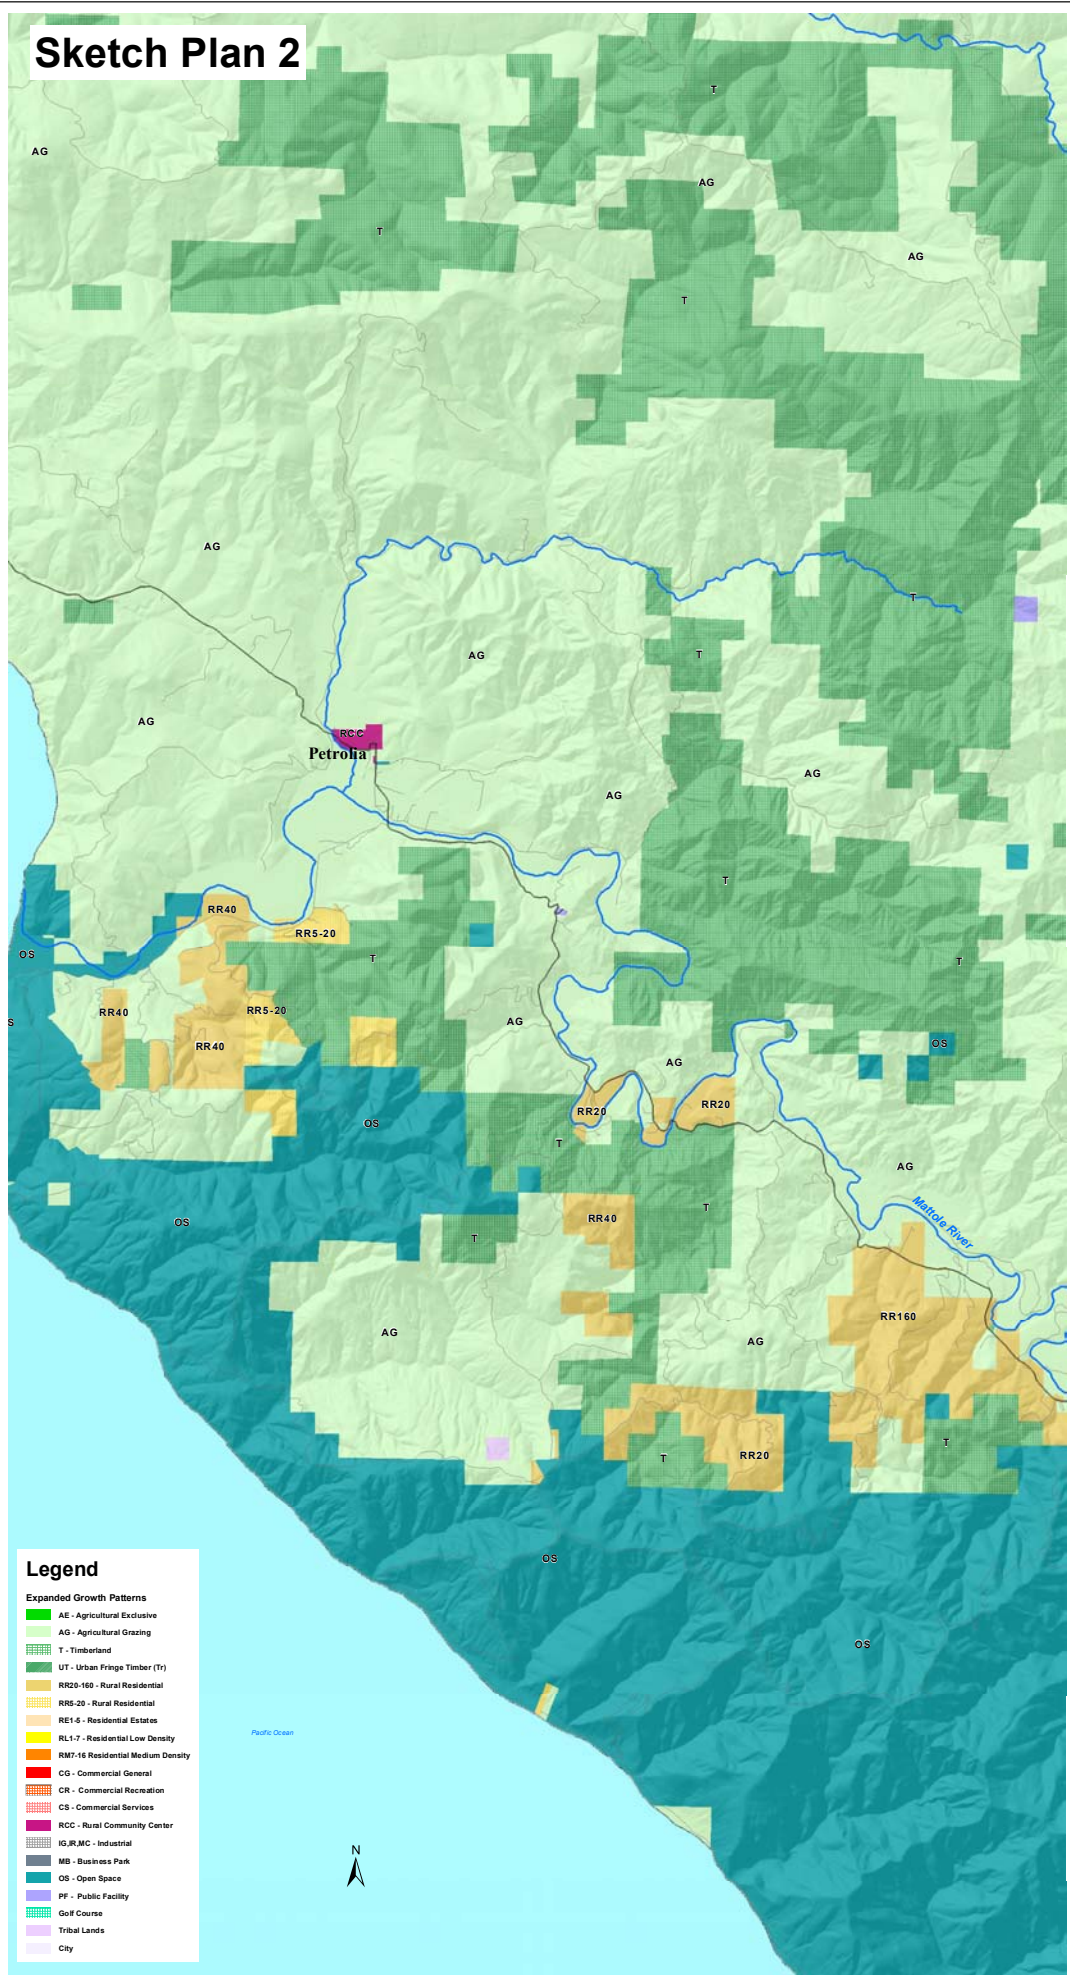 Sketch Plan 2
T
AG
AG
T
AG
T
AG
T
AG
T
AG
RCC
Petrolia
AG
AG
T
RR40
RR5-20
OS
T
T
RR40
RR5-20
S
AG
RR40
OS
AG
RR20
RR20
OS
T
AG
Mattole River
T
OS
RR40
T
RR160
AG
AG
T
T
RR20
OS
OS
Pacific Ocean
N
Legend
Expanded Growth Patterns
AE - Agricultural Exclusive
AG - Agricultural Grazing
T - Timberland
UT - Urban Fringe Timber (Tr)
RR20-160 - Rural Residential
RR5-20 - Rural Residential
RE1-5 - Residential Estates
RL1-7 - Residential Low Density
RM7-16 Residential Medium Density
CG - Commercial General
CR - Commercial Recreation
CS - Commercial Services
RCC - Rural Community Center
IG,IR,MC - Industrial
MB - Business Park
OS - Open Space
PF - Public Facility
Golf Course
Tribal Lands
City